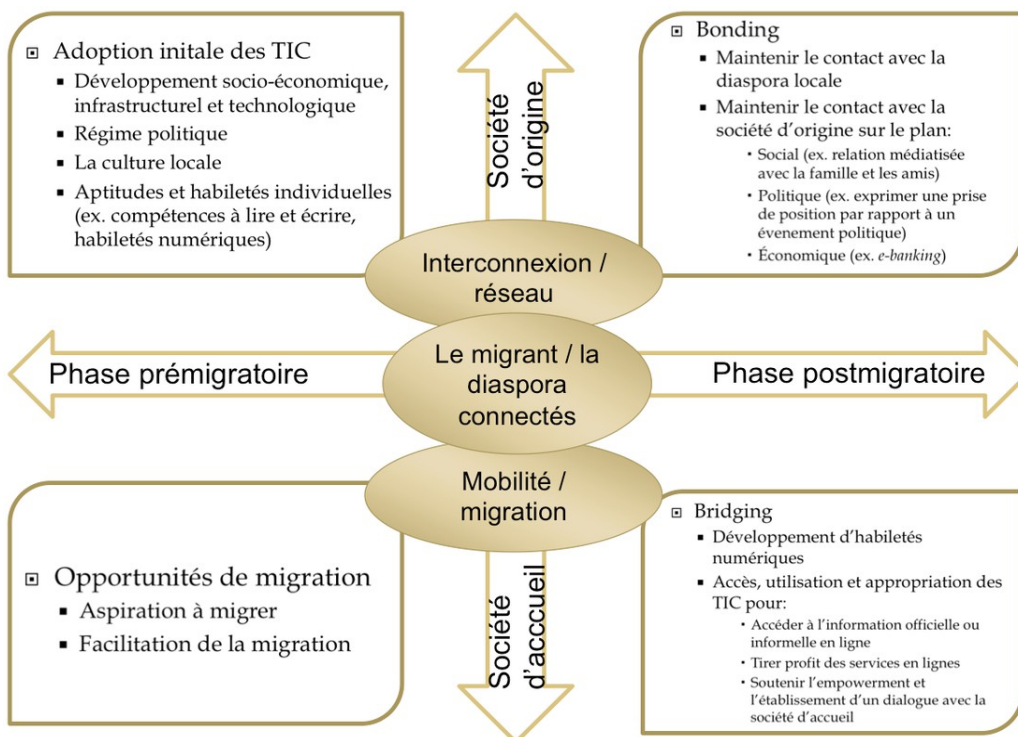 Adoption initale des TIC
Développement socio-économique,
infrastructurel et technologique
Régime politique
La culture locale
Aptitudes et habiletés individuelles
(ex. compétences à lire et écrire,
habiletés numériques)
Société
d'origine
Bonding
Maintenir le contact avec la
diaspora locale
Maintenir le contact avec la
société d'origine sur le plan:
Social (ex. relation médiatisée
avec la famille et les amis)
Politique (ex. exprimer une prise
de position par rapport à un
évenement politique)
Économique (ex. e-banking)
Interconnexion /
réseau
Phase prémigratoire
Le migrant / la
diaspora
connectés
Phase postmigratoire
Mobilité /
migration
Opportunités de migration
Aspiration à migrer
Facilitation de la migration
Société
d'acccueil
Bridging
Développement d'habiletés
numériques
Accès, utilisation et appropriation des
TIC pour:
Accéder à l'information officielle ou
informelle en ligne
Tirer profit des services en lignes
Soutenir l'empowerment et
l'établissement d'un dialogue avec la
société d'accueil